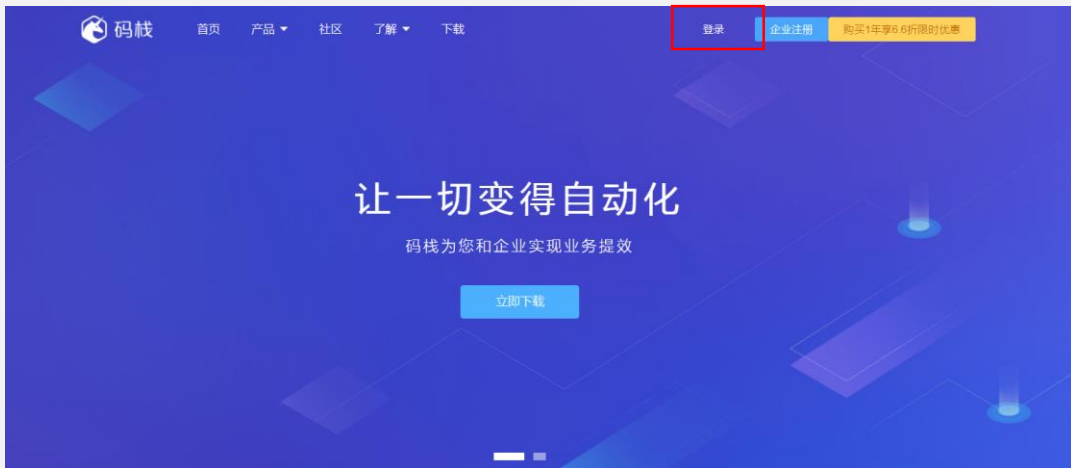 码栈 首页 产品 社区 了解 下载 登录 企业注册 购买1年享6.6折限时优惠
让一切变得自动化
码栈为您和企业实现业务提效
立即下载